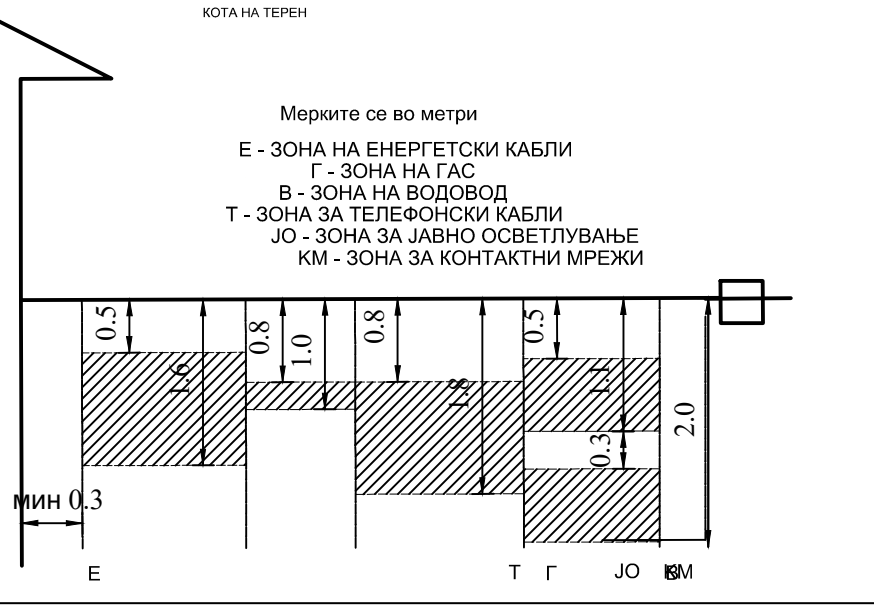 КОТА НА ТЕРЕН
Мерките се во метри
Е - ЗОНА НА ЕНЕРГЕТСКИ КАБЛИ
Г - ЗОНА НА ГАС
В - ЗОНА НА ВОДОВОД
Т - ЗОНА ЗА ТЕЛЕФОНСКИ КАБЛИ
ЈО - ЗОНА ЗА ЈАВНО ОСВЕТЛУВАЊЕ
КМ - ЗОНА ЗА КОНТАКТНИ МРЕЖИ
0.5
1.6
0.8
1.0
0.8
1.8
0.5
1.1
0.3
2.0
мин 0.3
Е Т Г ЈО КМ